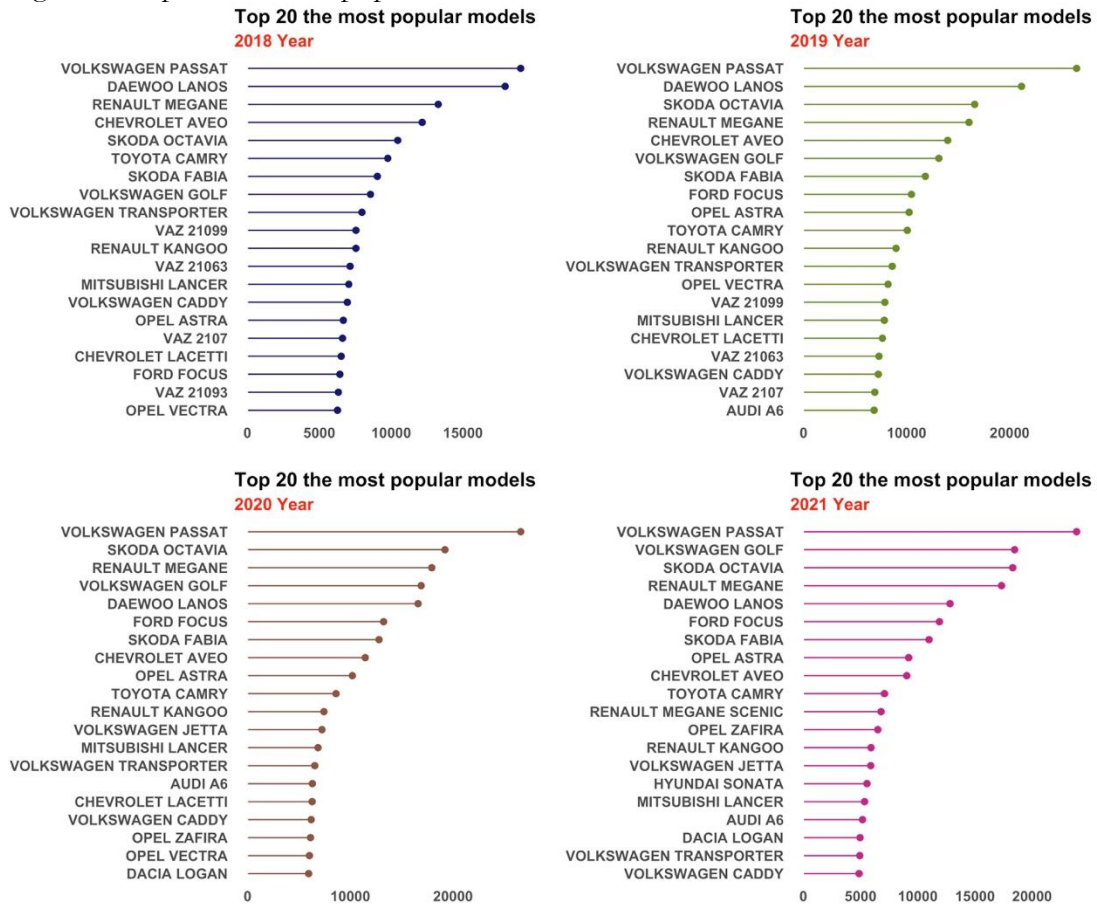 Top 20 the most popular models
2018 Year
VOLKSWAGEN PASSAT
DAEWOO LANOS
RENAULT MEGANE
CHEVROLET AVEO
SKODA OCTAVIA
TOYOTA CAMRY
SKODA FABIA
VOLKSWAGEN GOLF
VOLKSWAGEN TRANSPORTER
VAZ 21099
RENAULT KANGOO
VAZ 21063
MITSUBISHI LANCER
VOLKSWAGEN CADDY
OPEL ASTRA
VAZ 2107
CHEVROLET LACETTI
FORD FOCUS
VAZ 21093
OPEL VECTRA
0 5000 10000 15000
Top 20 the most popular models
2019 Year
VOLKSWAGEN PASSAT
DAEWOO LANOS
SKODA OCTAVIA
RENAULT MEGANE
CHEVROLET AVEO
VOLKSWAGEN GOLF
SKODA FABIA
FORD FOCUS
OPEL ASTRA
TOYOTA CAMRY
RENAULT KANGOO
VOLKSWAGEN TRANSPORTER
OPEL VECTRA
VAZ 21099
MITSUBISHI LANCER
CHEVROLET LACETTI
VAZ 21063
VOLKSWAGEN CADDY
VAZ 2107
AUDI A6
0 10000 20000
Top 20 the most popular models
2020 Year
VOLKSWAGEN PASSAT
SKODA OCTAVIA
RENAULT MEGANE
VOLKSWAGEN GOLF
DAEWOO LANOS
FORD FOCUS
SKODA FABIA
CHEVROLET AVEO
OPEL ASTRA
TOYOTA CAMRY
RENAULT KANGOO
VOLKSWAGEN JETTA
MITSUBISHI LANCER
VOLKSWAGEN TRANSPORTER
AUDI A6
CHEVROLET LACETTI
VOLKSWAGEN CADDY
OPEL ZAFIRA
OPEL VECTRA
DACIA LOGAN
0 10000 20000
Top 20 the most popular models
2021 Year
VOLKSWAGEN PASSAT
VOLKSWAGEN GOLF
SKODA OCTAVIA
RENAULT MEGANE
DAEWOO LANOS
FORD FOCUS
SKODA FABIA
OPEL ASTRA
CHEVROLET AVEO
TOYOTA CAMRY
RENAULT MEGANE SCENIC
OPEL ZAFIRA
RENAULT KANGOO
VOLKSWAGEN JETTA
HYUNDAI SONATA
MITSUBISHI LANCER
AUDI A6
DACIA LOGAN
VOLKSWAGEN TRANSPORTER
VOLKSWAGEN CADDY
0 5000 10000 15000 20000